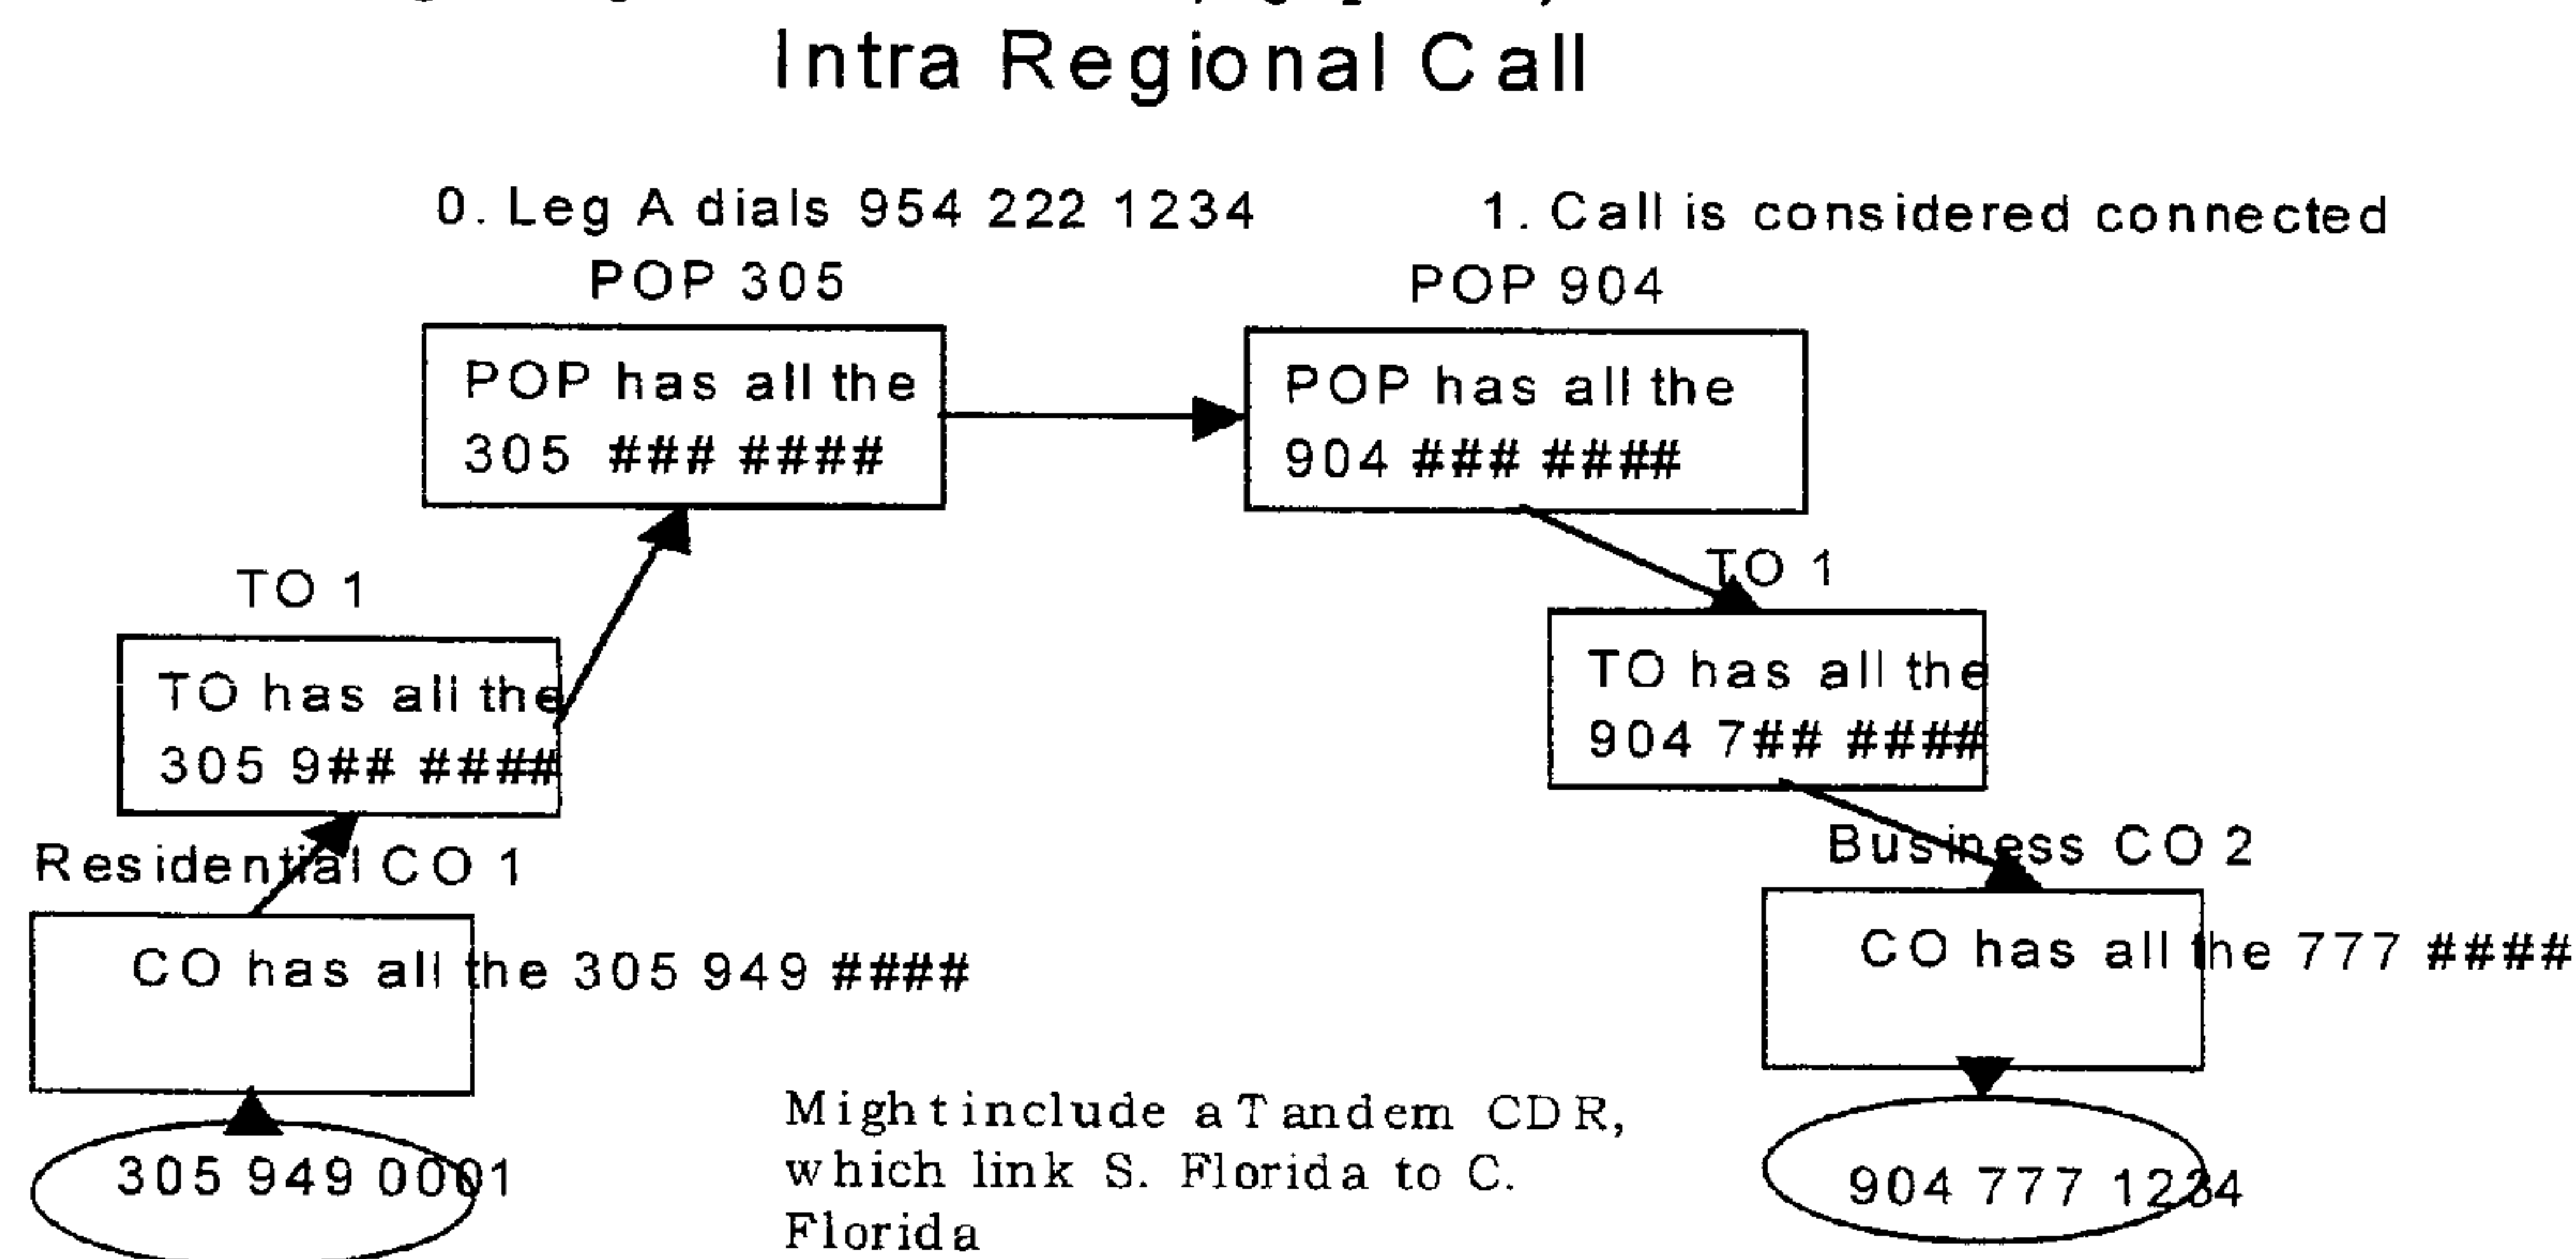 Intra Regional Call
0. Leg A dials 954 222 1234
1. Call is considered connected
POP 305
POP 904
POP has all the
305 ### ####
POP has all the
904 ### ####
TO 1
TO 1
TO has all the
305 9## ####
TO has all the
904 7## ####
Residential CO 1
Business CO 2
CO has all the 305 949 ####
CO has all the 777 ####
305 949 0001
904 777 1234
Might include a Tandem CDR,
which link S. Florida to C.
Florida